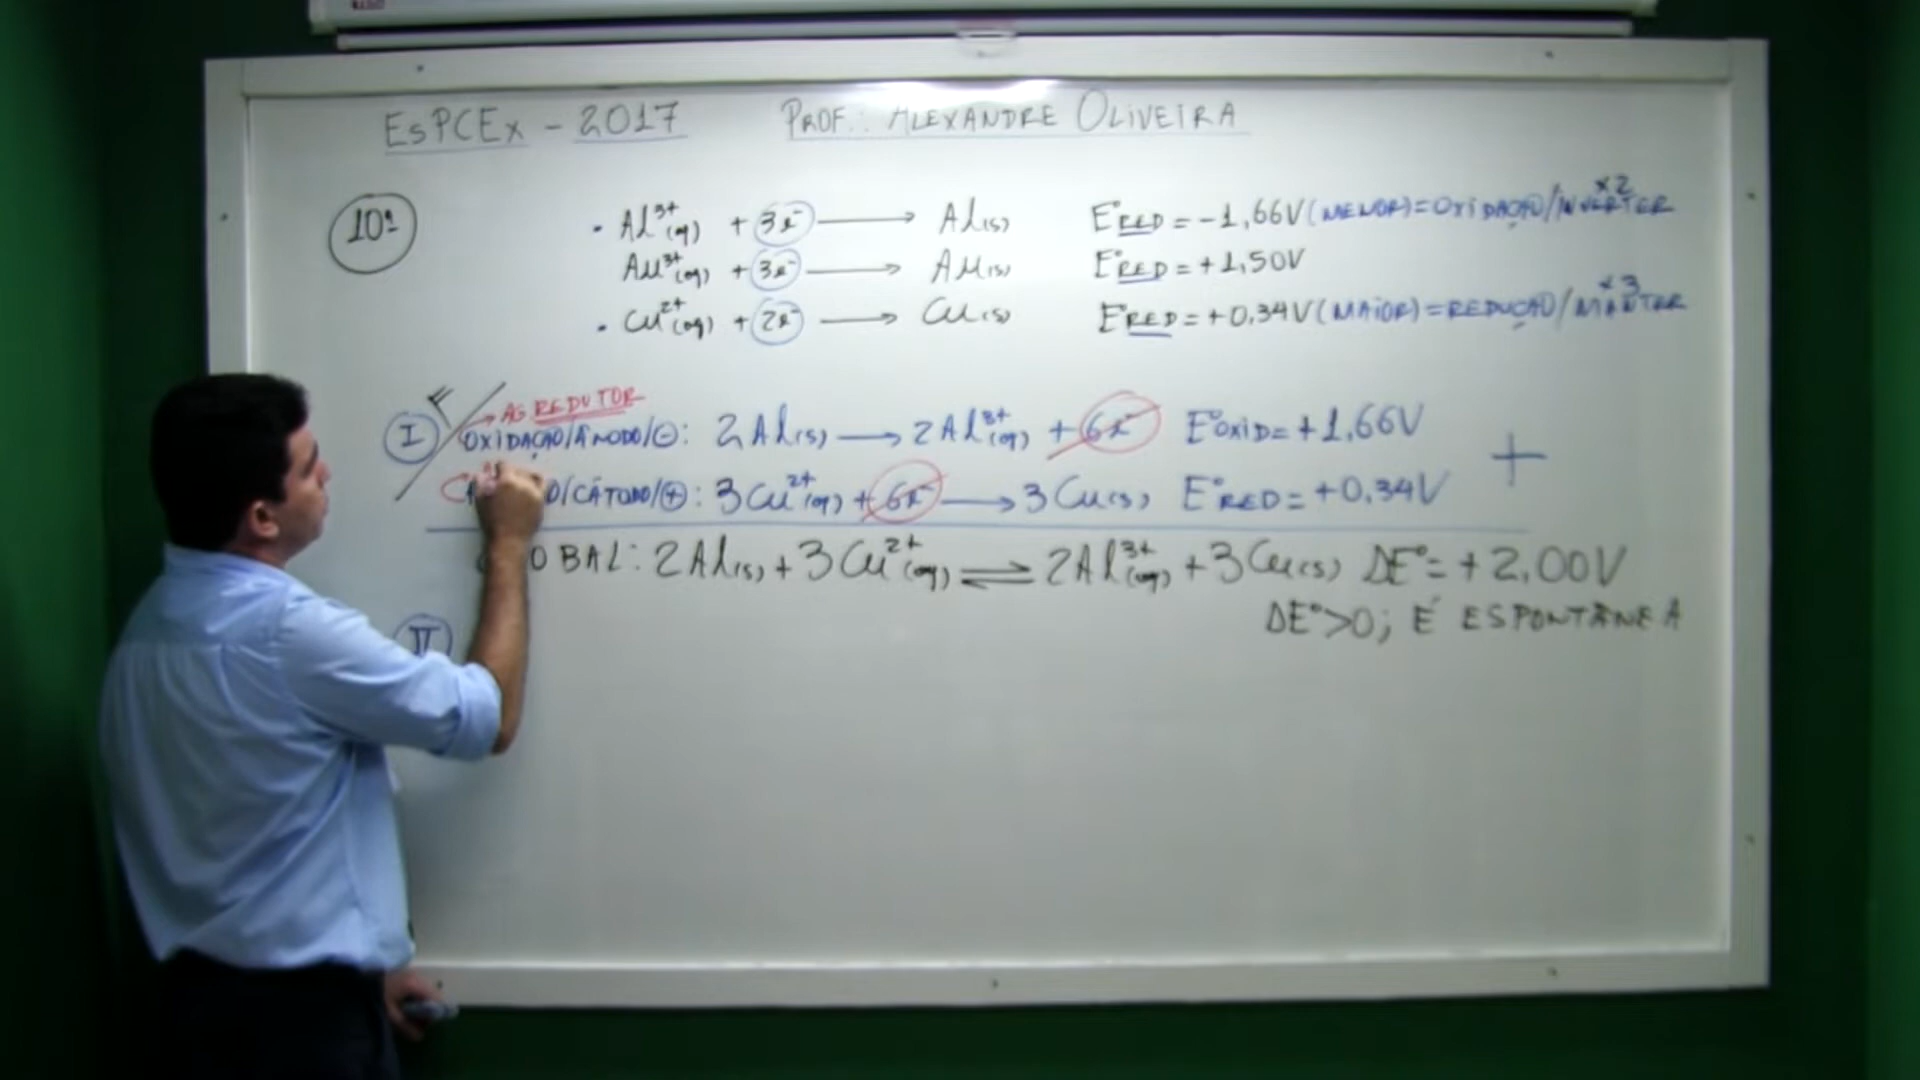 EsPCEx - 2017 PROF.: ALEXANDRE OLIVEIRA
10ª
• Al³⁺(aq) + 3e⁻ → Al(s) E°RED = -1,66V (MENOR) = OXIDAÇÃO/INVERTER x2
Au³⁺(aq) + 3e⁻ → Au(s) E°RED = +1,50V
• Cu²⁺(aq) + 2e⁻ → Cu(s) E°RED = +0,34V (MAIOR) = REDUÇÃO/MANTER x3
→ AG REDUTOR
I F OXIDAÇÃO/ÂNODO/⊖: 2Al(s) → 2Al³⁺(aq) + 6e⁻ E°OXID = +1,66V +
O/CÁTODO/⊕: 3Cu²⁺(aq) + 6e⁻ → 3Cu(s) E°RED = +0,34V
OBAL: 2Al(s) + 3Cu²⁺(aq) ⇌ 2Al³⁺(aq) + 3Cu(s) ΔE° = +2,00V
ΔE°>0; É ESPONTÂNEA
II